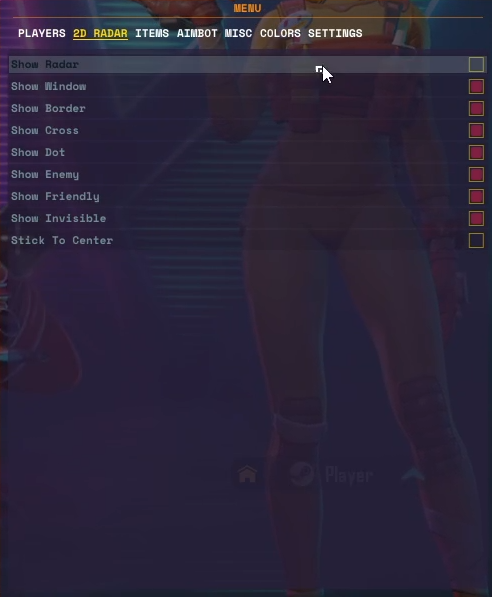 MENU
PLAYERS 2D RADAR ITEMS AIMBOT MISC COLORS SETTINGS
Show Radar
Show Window
Show Border
Show Cross
Show Dot
Show Enemy
Show Friendly
Show Invisible
Stick To Center
Player